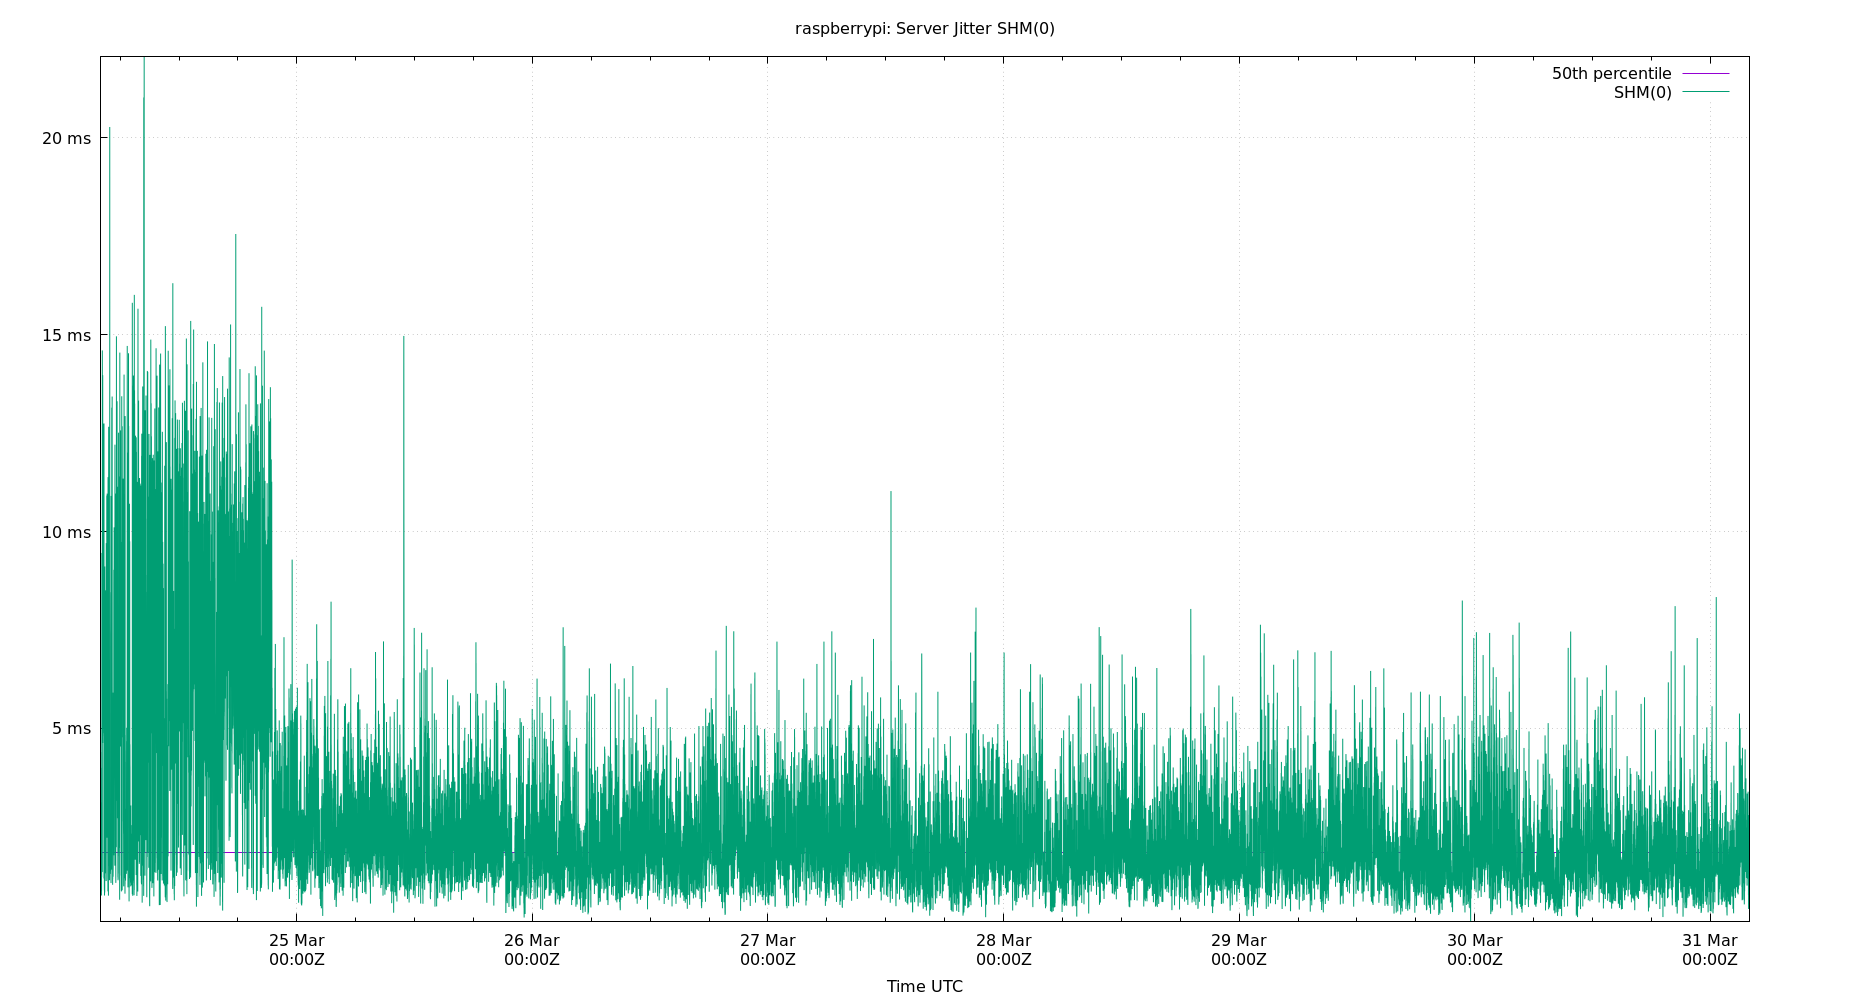 raspberrypi: Server Jitter SHM(0)
50th percentile
SHM(0)
20 ms
15 ms
10 ms
5 ms
25 Mar 26 Mar 27 Mar 28 Mar 29 Mar 30 Mar 31 Mar
00:00Z 00:00Z 00:00Z 00:00Z 00:00Z 00:00Z 00:00Z
Time UTC